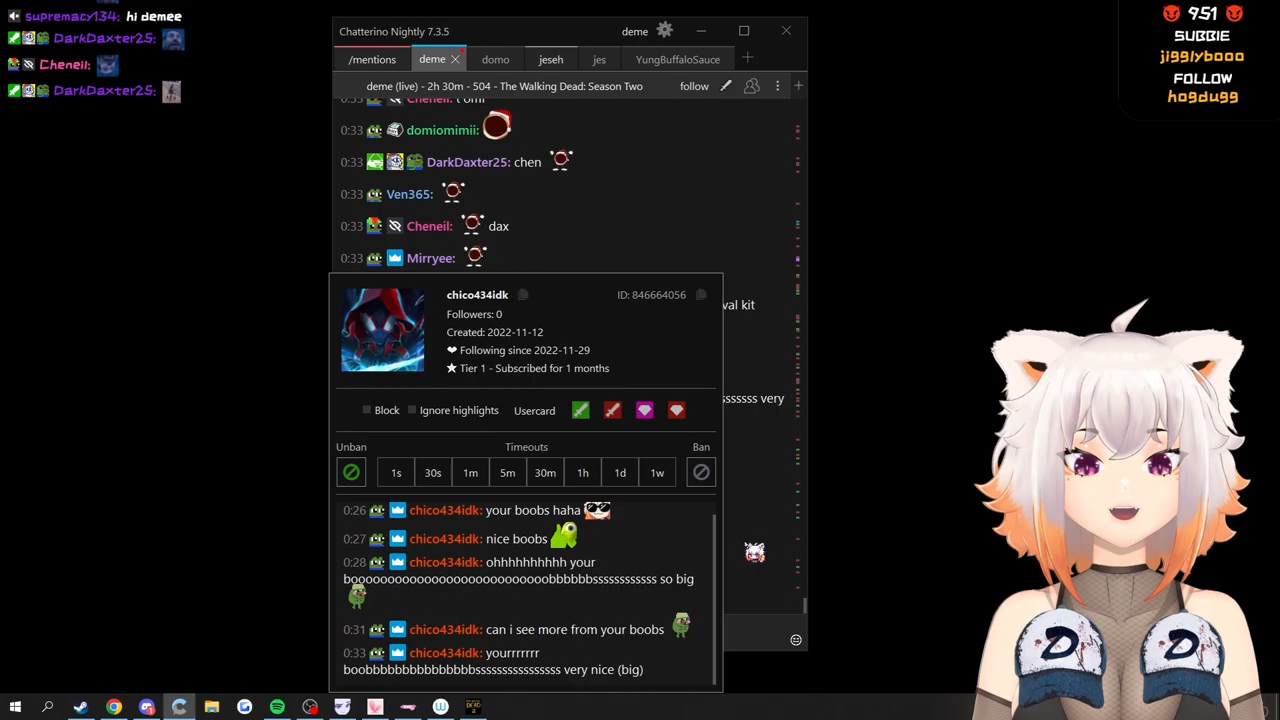 supremacy134: hi demee
DarkDaxter25:
Cheneil:
DarkDaxter25:
Chatterino Nightly 7.3.5
deme
/mentions
deme
domo
jeseh
jes
YungBuffaloSauce
deme (live) - 2h 30m - 504 - The Walking Dead: Season Two
follow
0:33 domiomimii:
0:33 DarkDaxter25: chen
0:33 Ven365:
0:33 Cheneil: dax
0:33 Mirryee:
val kit
sssssss very
chico434idk
ID: 846664056
Followers: 0
Created: 2022-11-12
Following since 2022-11-29
Tier 1 - Subscribed for 1 months
Block
Ignore highlights
Usercard
Unban
Timeouts
Ban
1s 30s 1m 5m 30m 1h 1d 1w
0:26 chico434idk: your boobs haha
0:27 chico434idk: nice boobs
0:28 chico434idk: ohhhhhhhhhh your
booooooooooooooooooooooooooobbbbbbssssssssssss so big
0:31 chico434idk: can i see more from your boobs
0:33 chico434idk: yourrrrrrr
boobbbbbbbbbbbbbbbbsssssssssssssss very nice (big)
951
SUBBIE
jigglybooo
FOLLOW
hogdugg
D
D